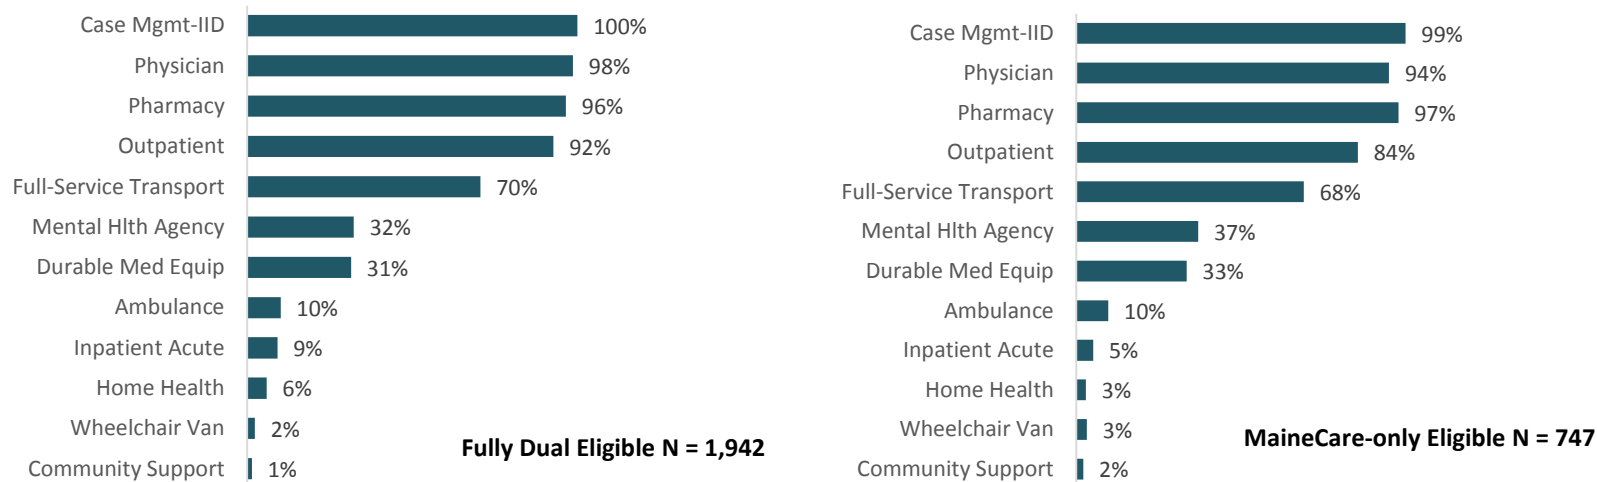 Case Mgmt-IID 100%
Physician 98%
Pharmacy 96%
Outpatient 92%
Full-Service Transport 70%
Mental Hlth Agency 32%
Durable Med Equip 31%
Ambulance 10%
Inpatient Acute 9%
Home Health 6%
Wheelchair Van 2%
Community Support 1%
Fully Dual Eligible N = 1,942
Case Mgmt-IID 99%
Physician 94%
Pharmacy 97%
Outpatient 84%
Full-Service Transport 68%
Mental Hlth Agency 37%
Durable Med Equip 33%
Ambulance 10%
Inpatient Acute 5%
Home Health 3%
Wheelchair Van 3%
Community Support 2%
MaineCare-only Eligible N = 747